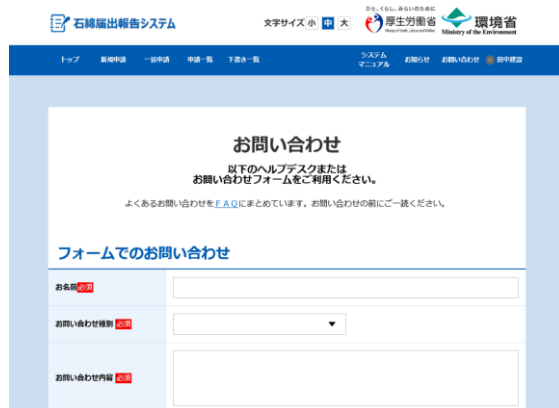 石綿届出報告システム
文字サイズ 小 中 大
ひと、くらし、みらいのために
厚生労働省
Ministry of Health, Labour and Welfare
環境省
Ministry of the Environment
トップ 新規申請 一括申請 申請一覧 下書き一覧 システムマニュアル お知らせ お問い合わせ 田中建設
お問い合わせ
以下のヘルプデスクまたは
お問い合わせフォームをご利用ください。
よくあるお問い合わせをＦＡＱにまとめています。お問い合わせの前にご一読ください。
フォームでのお問い合わせ
お名前 必須
お問い合わせ種別 必須
お問い合わせ内容 必須